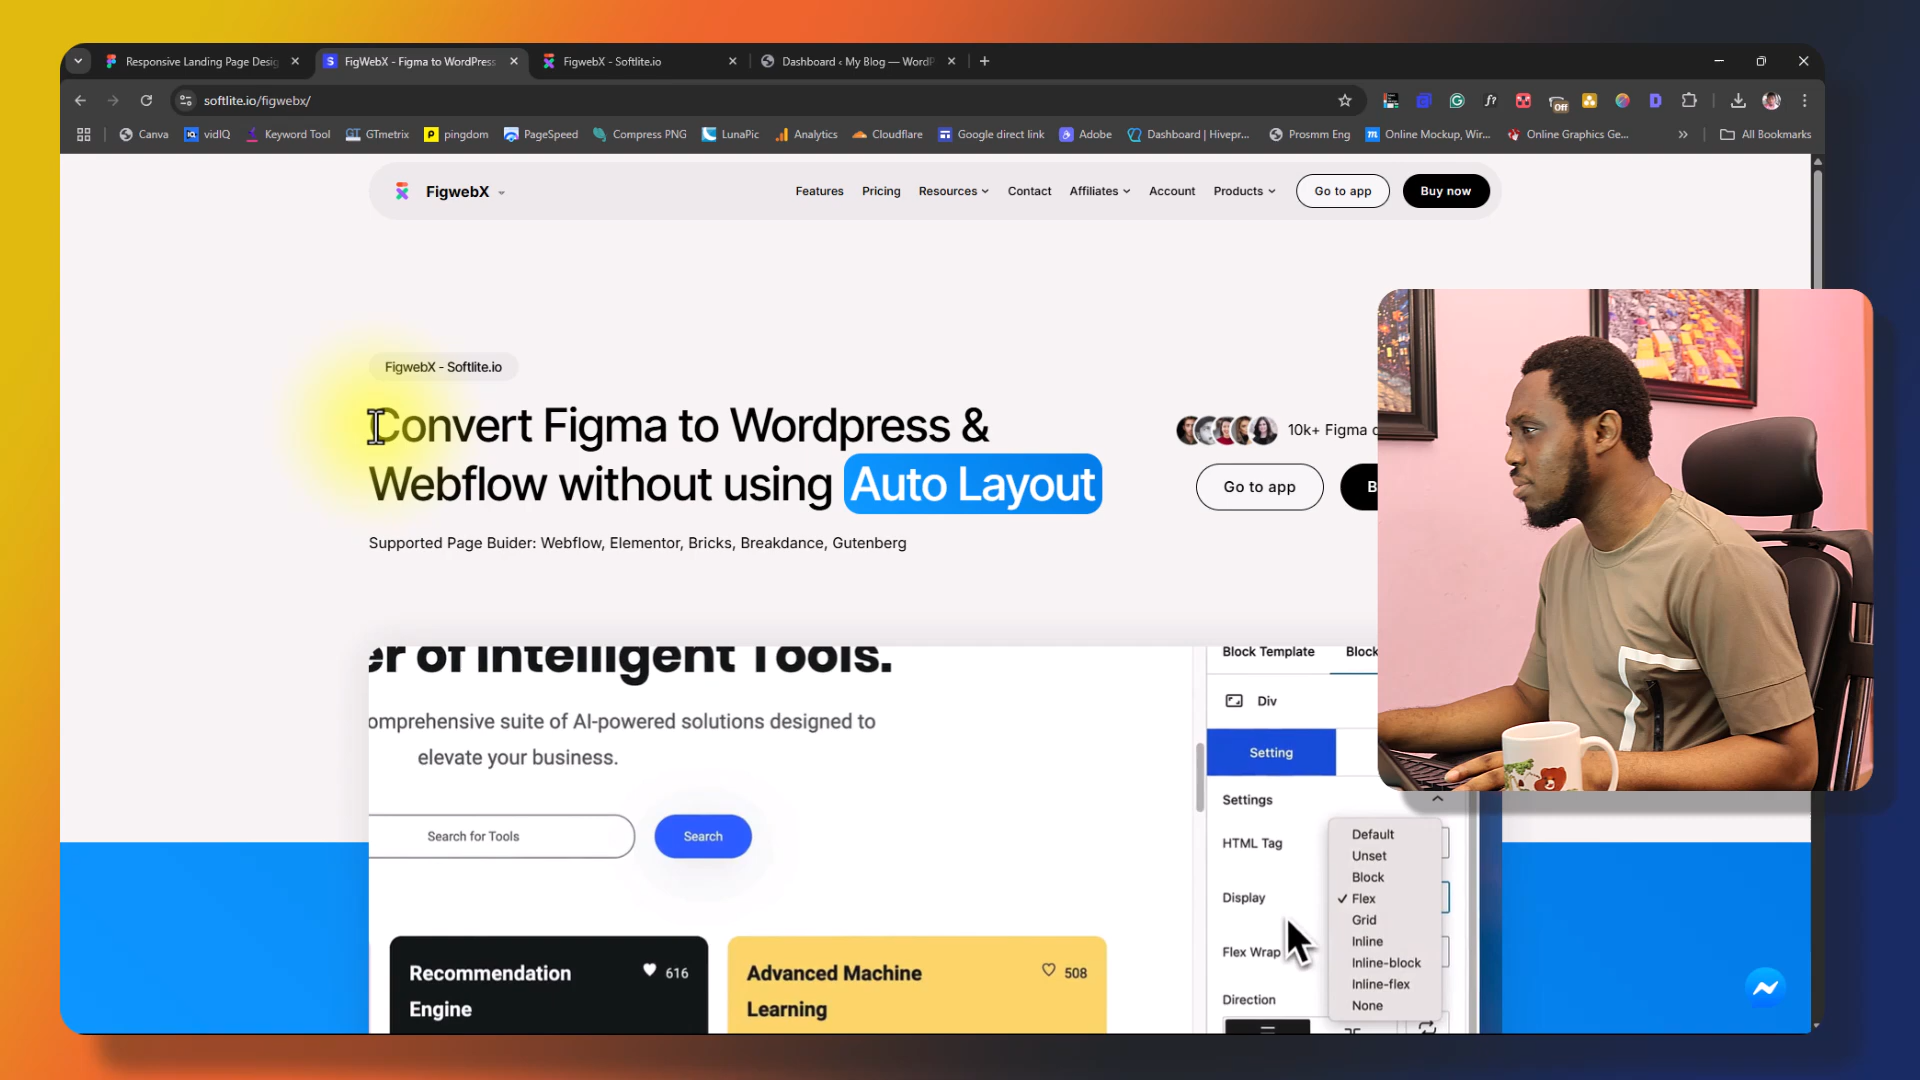 Responsive Landing Page Desig
S FigWebX - Figma to WordPress
FigwebX - Softlite.io
Dashboard ‹ My Blog — WordP
softlite.io/figwebx/
f?
Off
D
Canva
vidIQ
Keyword Tool
GTmetrix
pingdom
PageSpeed
Compress PNG
LunaPic
Analytics
Cloudflare
Google direct link
Adobe
Dashboard | Hivepr...
Prosmm Eng
Online Mockup, Wir...
Online Graphics Ge...
All Bookmarks
FigwebX
Features
Pricing
Resources
Contact
Affiliates
Account
Products
Go to app
Buy now
FigwebX - Softlite.io
Convert Figma to Wordpress &
Webflow without using Auto Layout
Supported Page Buider: Webflow, Elementor, Bricks, Breakdance, Gutenberg
10k+ Figma
Go to app
B
er of Intelligent Tools.
omprehensive suite of AI-powered solutions designed to
elevate your business.
Search for Tools
Search
Recommendation
Engine
616
Advanced Machine
Learning
508
Block Template
Block
Div
Setting
Settings
HTML Tag
Display
Flex Wrap
Direction
Default
Unset
Block
✓ Flex
Grid
Inline
Inline-block
Inline-flex
None